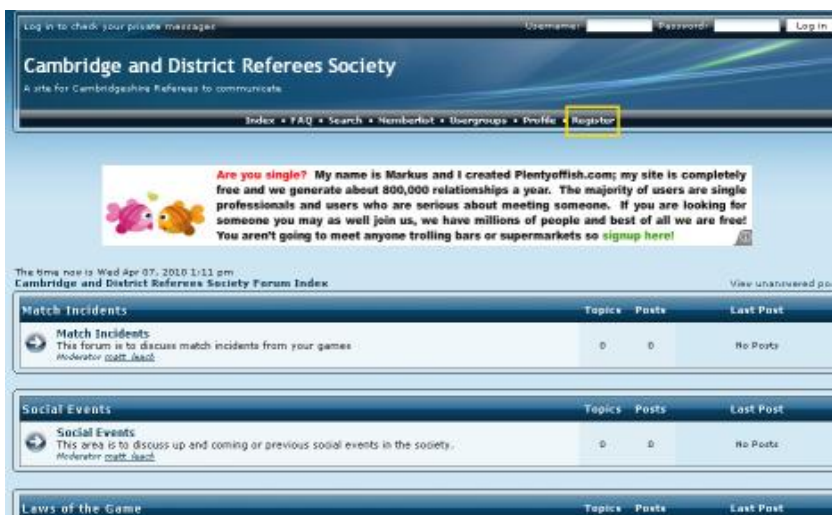 Log in to check your private messages Username: Password: Log in
Cambridge and District Referees Society
A site for Cambridgeshire Referees to communicate
Index • FAQ • Search • Memberlist • Usergroups • Profile • Register
Are you single? My name is Markus and I created Plentyoffish.com; my site is completely
free and we generate about 800,000 relationships a year. The majority of users are single
professionals and users who are serious about meeting someone. If you are looking for
someone you may as well join us, we have millions of people and best of all we are free!
You aren't going to meet anyone trolling bars or supermarkets so signup here!
The time now is Wed Apr 07, 2010 1:11 pm
Cambridge and District Referees Society Forum Index View unanswered po
Match Incidents Topics Posts Last Post
Match Incidents
This forum is to discuss match incidents from your games 0 0 No Posts
Moderator matt_leach
Social Events Topics Posts Last Post
Social Events
This area is to discuss up and coming or previous social events in the society. 0 0 No Posts
Moderator matt_leach
Laws of the Game Topics Posts Last Post